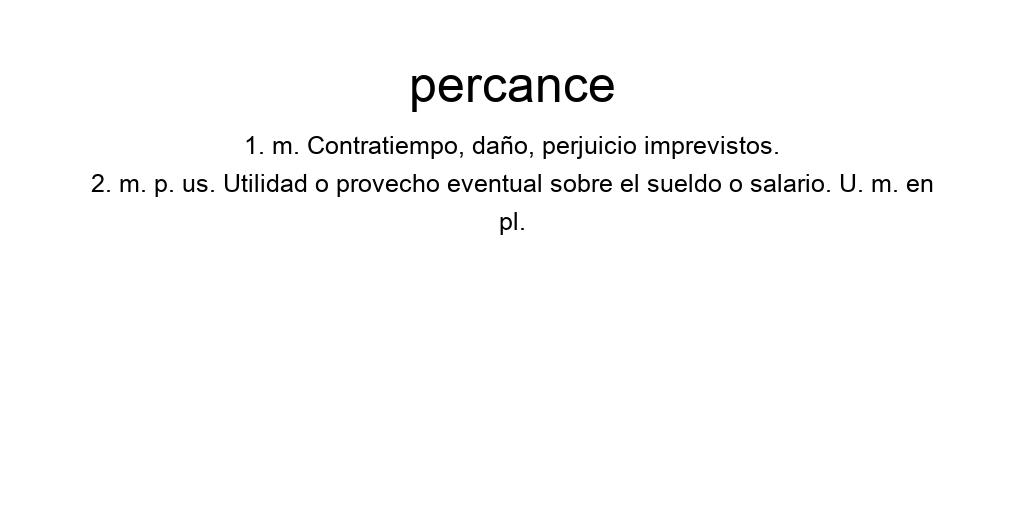 percance
1. m. Contratiempo, daño, perjuicio imprevistos.
2. m. p. us. Utilidad o provecho eventual sobre el sueldo o salario. U. m. en
pl.